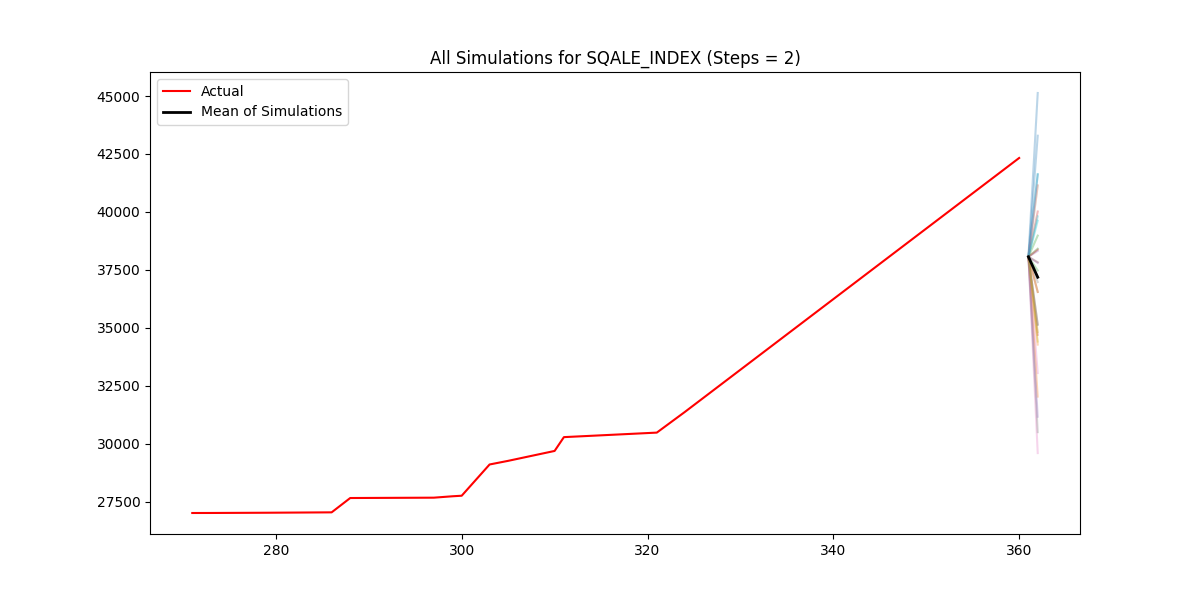 All Simulations for SQALE_INDEX (Steps = 2)
Actual
Mean of Simulations
45000
42500
40000
37500
35000
32500
30000
27500
280 300 320 340 360